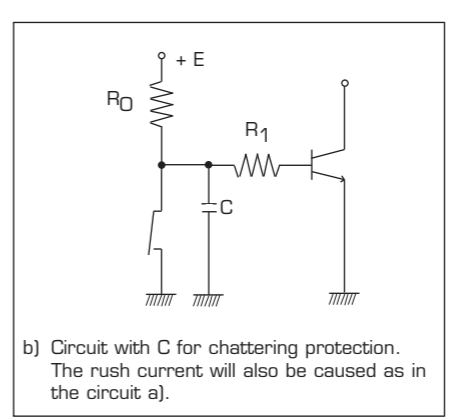 + E
R0
R1
C
b) Circuit with C for chattering protection.
The rush current will also be caused as in
the circuit a).